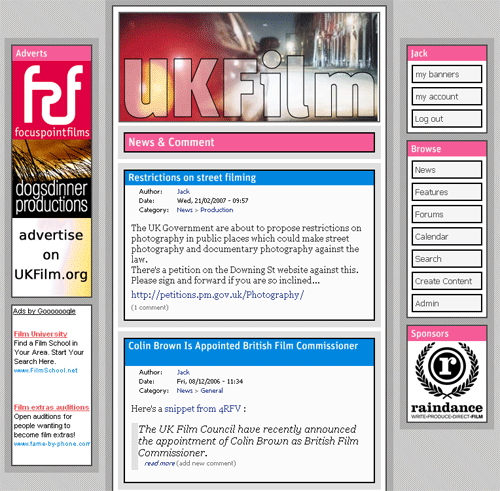 Adverts
focuspointfilms
dogsdinner
productions
advertise
on
UKFilm.org
Ads by Goooooogle
Film University
Find a Film School in
Your Area. Start Your
Search Here.
www.FilmSchool.net
Film extras auditions
Open auditions for
people wanting to
become film extras!
www.fame-by-phone.com
UKFilm
News & Comment
Restrictions on street filming
Author: Jack
Date: Wed, 21/02/2007 - 09:57
Category: News > Production
The UK Government are about to propose restrictions on
photography in public places which could make street
photography and documentary photography against the
law.
There's a petition on the Downing St website against this.
Please sign and forward if you are so inclined...
http://petitions.pm.gov.uk/Photography/
(1 comment)
Colin Brown Is Appointed British Film Commissioner
Author: Jack
Date: Fri, 08/12/2006 - 11:34
Category: News > General
Here's a snippet from 4RFV :
The UK Film Council have recently announced
the appointment of Colin Brown as British Film
Commissioner.
read more (add new comment)
Jack
my banners
my account
Log out
Browse
News
Features
Forums
Calendar
Search
Create Content
Admin
Sponsors
r
raindance
WRITE•PRODUCE•DIRECT•FILM